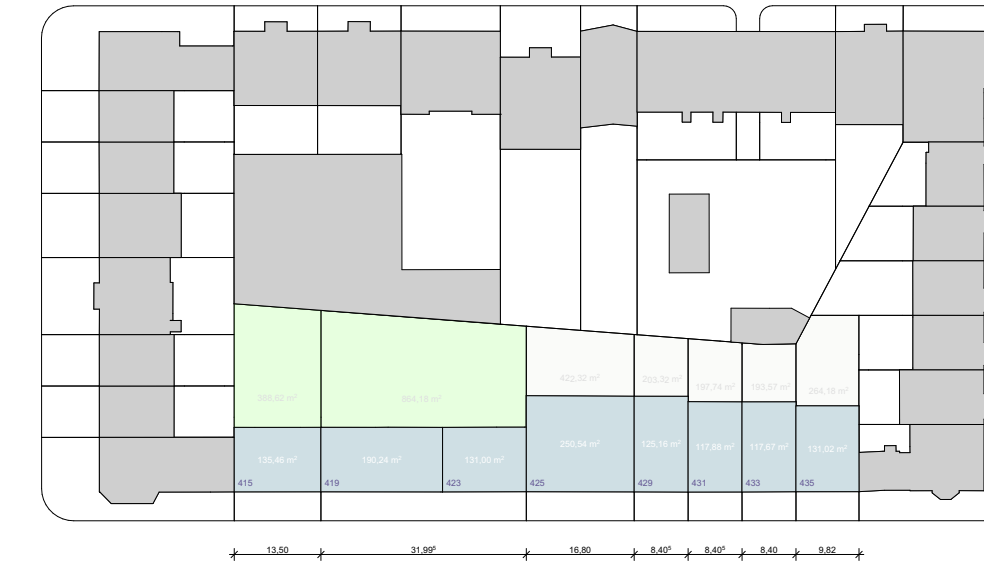 422,32 m²
203,32 m²
197,74 m²
193,57 m²
264,18 m²
664,18 m²
250,54 m²
125,16 m²
117,68 m²
117,67 m²
131,02 m²
135,46 m²
190,24 m²
131,00 m²
415
419
423
425
429
431
433
435
13,50
31,99⁵
16,80
8,40⁵
8,40⁵
8,40
9,82